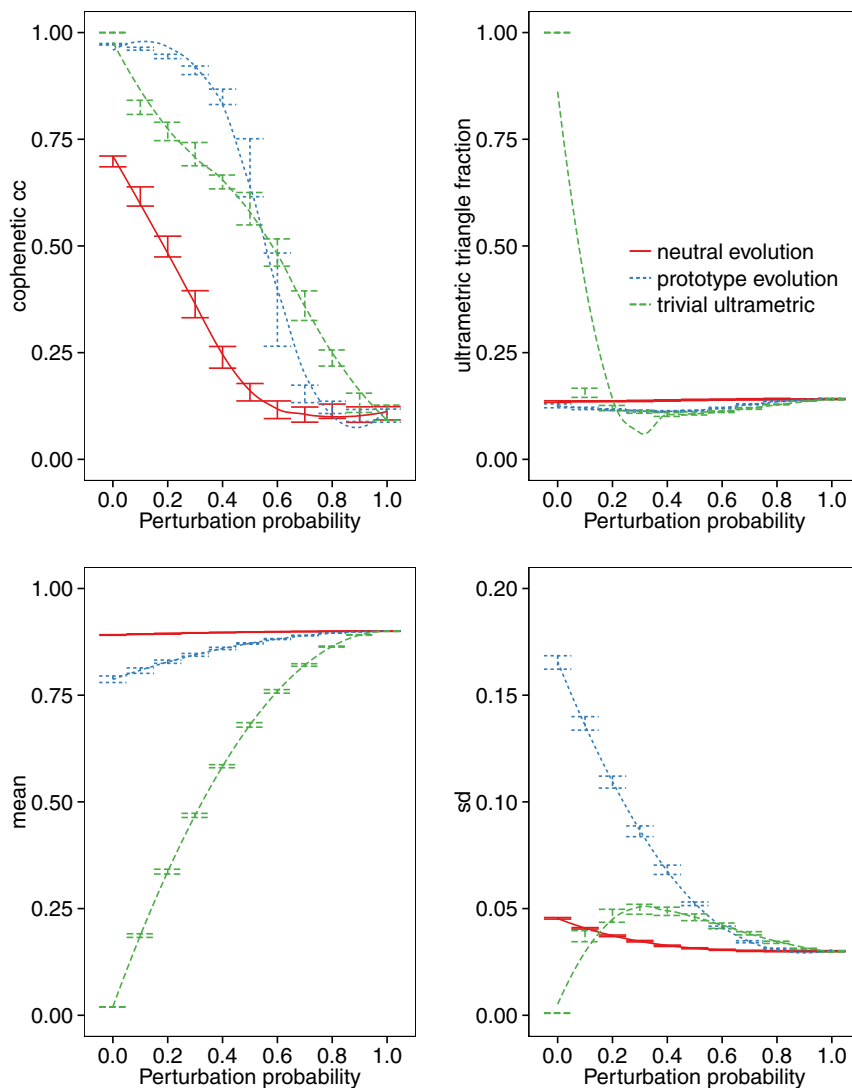 cophenetic cc
1.00
0.75
0.50
0.25
0.00
0.0 0.2 0.4 0.6 0.8 1.0
Perturbation probability
ultrametric triangle fraction
1.00
0.75
0.50
0.25
0.00
neutral evolution
prototype evolution
trivial ultrametric
0.0 0.2 0.4 0.6 0.8 1.0
Perturbation probability
mean
1.00
0.75
0.50
0.25
0.00
0.0 0.2 0.4 0.6 0.8 1.0
Perturbation probability
sd
0.20
0.15
0.10
0.05
0.00
0.0 0.2 0.4 0.6 0.8 1.0
Perturbation probability